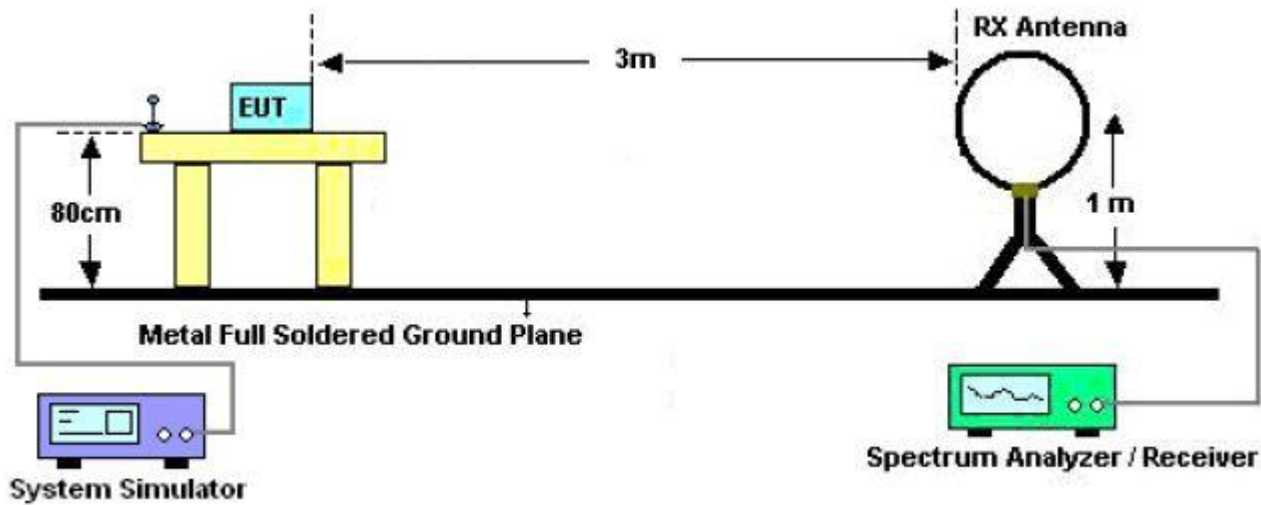 RX Antenna
3m
EUT
80cm
1 m
Metal Full Soldered Ground Plane
System Simulator
Spectrum Analyzer / Receiver